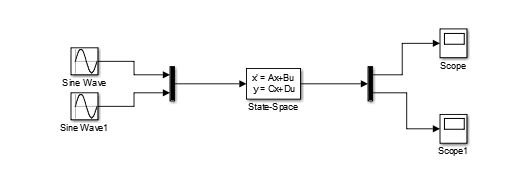 Sine Wave
Sine Wave1
x' = Ax+Bu
y = Cx+Du
State-Space
Scope
Scope1